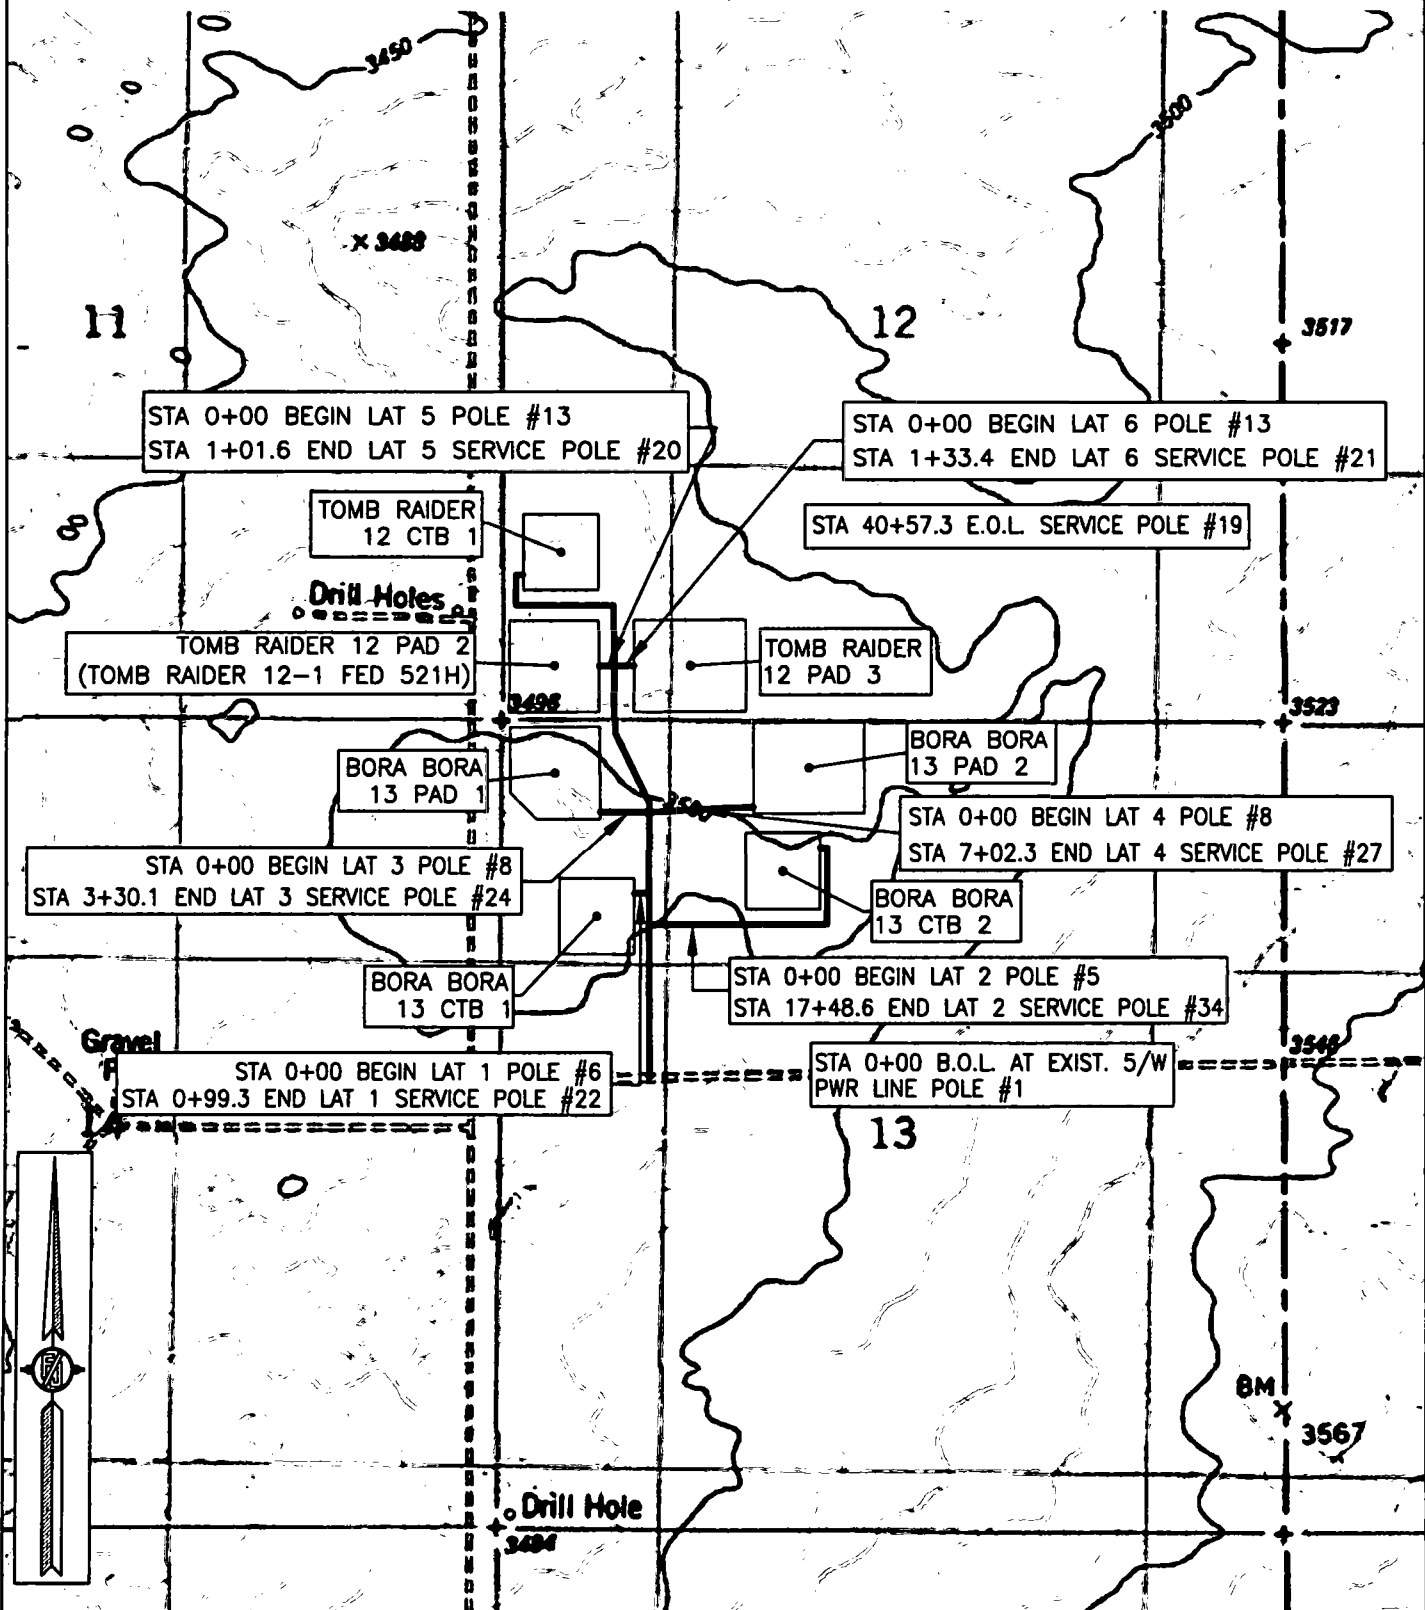 3450
3500
× 3488
11
12
3517
STA 0+00 BEGIN LAT 5 POLE #13
STA 1+01.6 END LAT 5 SERVICE POLE #20
STA 0+00 BEGIN LAT 6 POLE #13
STA 1+33.4 END LAT 6 SERVICE POLE #21
TOMB RAIDER
12 CTB 1
STA 40+57.3 E.O.L. SERVICE POLE #19
Drill Holes
TOMB RAIDER 12 PAD 2
(TOMB RAIDER 12-1 FED 521H)
TOMB RAIDER
12 PAD 3
3496
3523
BORA BORA
13 PAD 1
BORA BORA
13 PAD 2
STA 0+00 BEGIN LAT 4 POLE #8
STA 7+02.3 END LAT 4 SERVICE POLE #27
STA 0+00 BEGIN LAT 3 POLE #8
STA 3+30.1 END LAT 3 SERVICE POLE #24
BORA BORA
13 CTB 2
BORA BORA
13 CTB 1
STA 0+00 BEGIN LAT 2 POLE #5
STA 17+48.6 END LAT 2 SERVICE POLE #34
Gravel
STA 0+00 BEGIN LAT 1 POLE #6
STA 0+99.3 END LAT 1 SERVICE POLE #22
STA 0+00 B.O.L. AT EXIST. 5/W
PWR LINE POLE #1
13
BM
3567
Drill Hole
3484